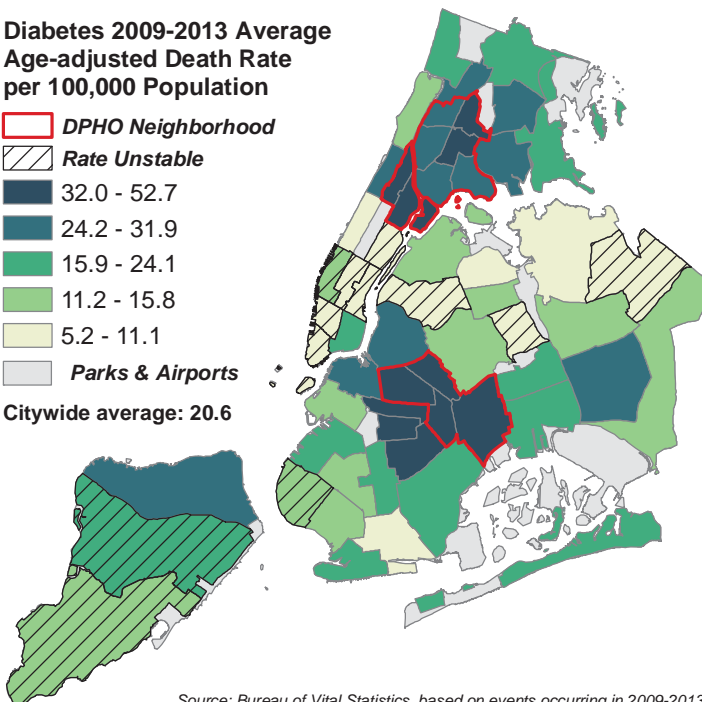 Diabetes 2009-2013 Average
Age-adjusted Death Rate
per 100,000 Population
DPHO Neighborhood
Rate Unstable
32.0 - 52.7
24.2 - 31.9
15.9 - 24.1
11.2 - 15.8
5.2 - 11.1
Parks & Airports
Citywide average: 20.6
Source: Bureau of Vital Statistics, based on events occurring in 2009-2013